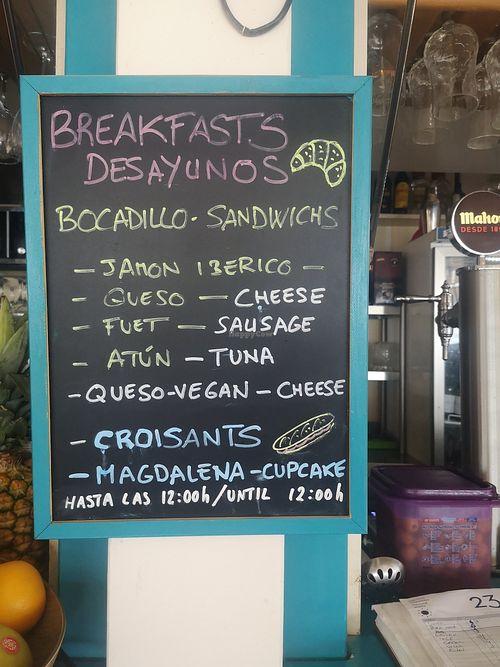 BREAKFASTS
DESAYUNOS
BOCADILLO - SANDWICHS
- JAMON IBERICO -
- QUESO - CHEESE
- FUET - SAUSAGE
- ATÚN - TUNA
- QUESO-VEGAN - CHEESE
- CROISANTS
- MAGDALENA - CUPCAKE
HASTA LAS 12:00h / UNTIL 12:00h
Maho
DESDE 18
23